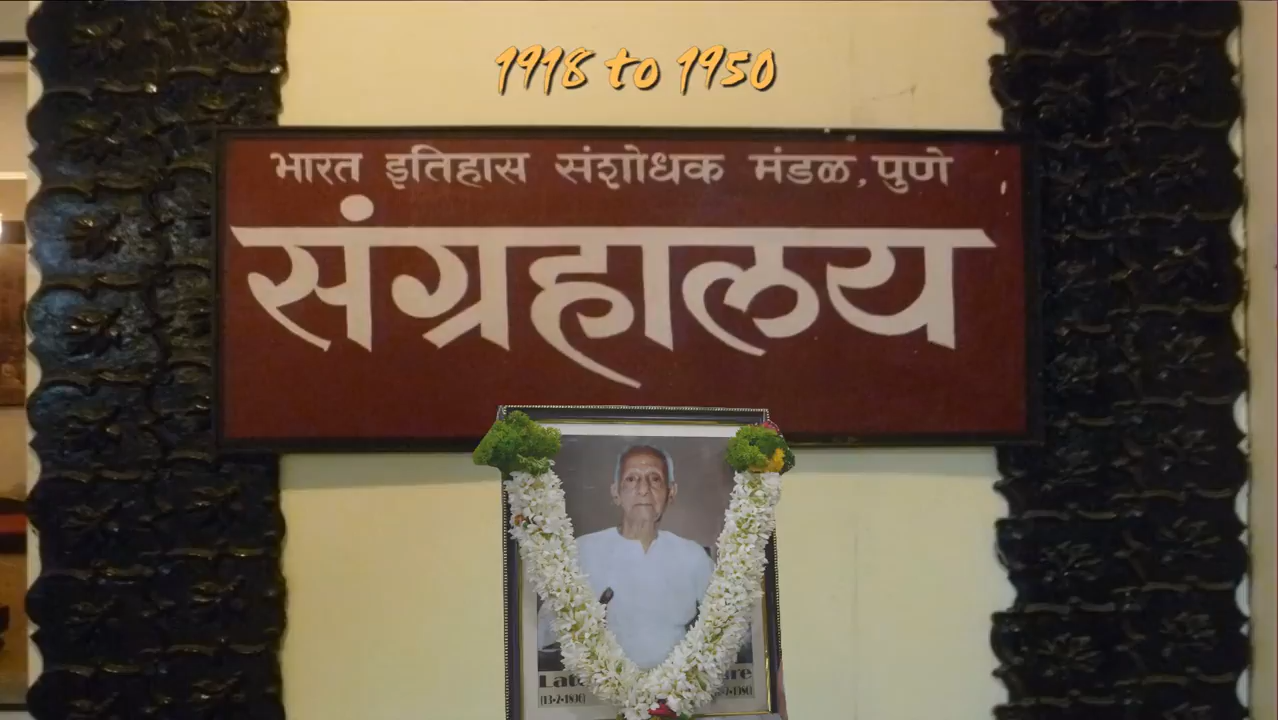 1918 to 1950
भारत इतिहास संशोधक मंडळ, पुणे
संग्रहालय